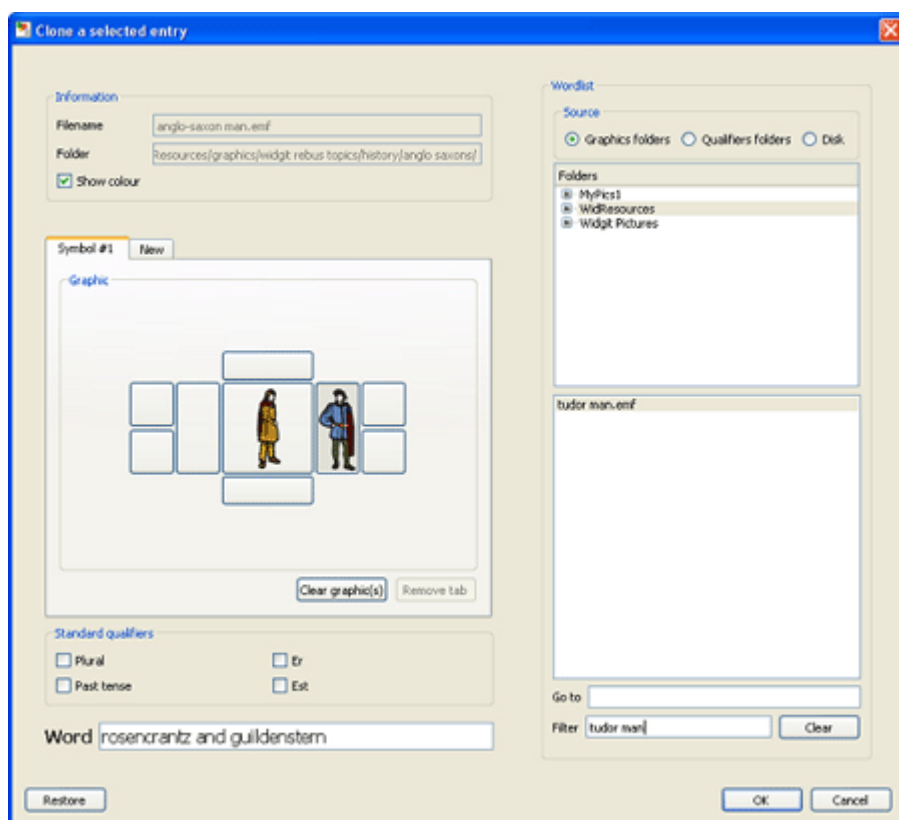 Clone a selected entry
Information
Filename anglo-saxon man.emf
Folder Resources/graphics/widgit rebus topics/history/anglo saxons/
Show colour
Symbol #1 New
Graphic
Clear graphic(s) Remove tab
Standard qualifiers
Plural Er
Past tense Est
Word rosencrantz and guildenstern
Wordlist
Source
Graphics folders Qualifiers folders Disk
Folders
MyPics1
WidResources
Widgit Pictures
tudor man.emf
Go to
Filter tudor man Clear
Restore OK Cancel